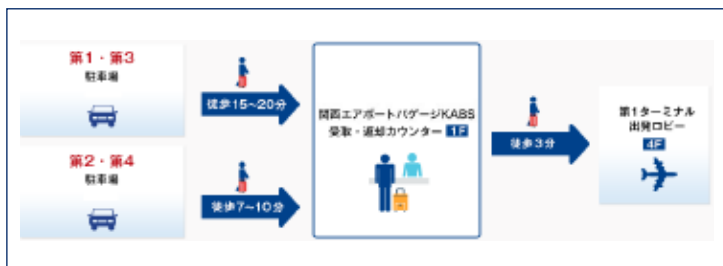 第1・第3
駐車場
徒歩15~20分
第2・第4
駐車場
徒歩7~10分
関西エアポートバゲージKABS
受取・返却カウンター 1F
徒歩3分
第1ターミナル
出発ロビー
4F